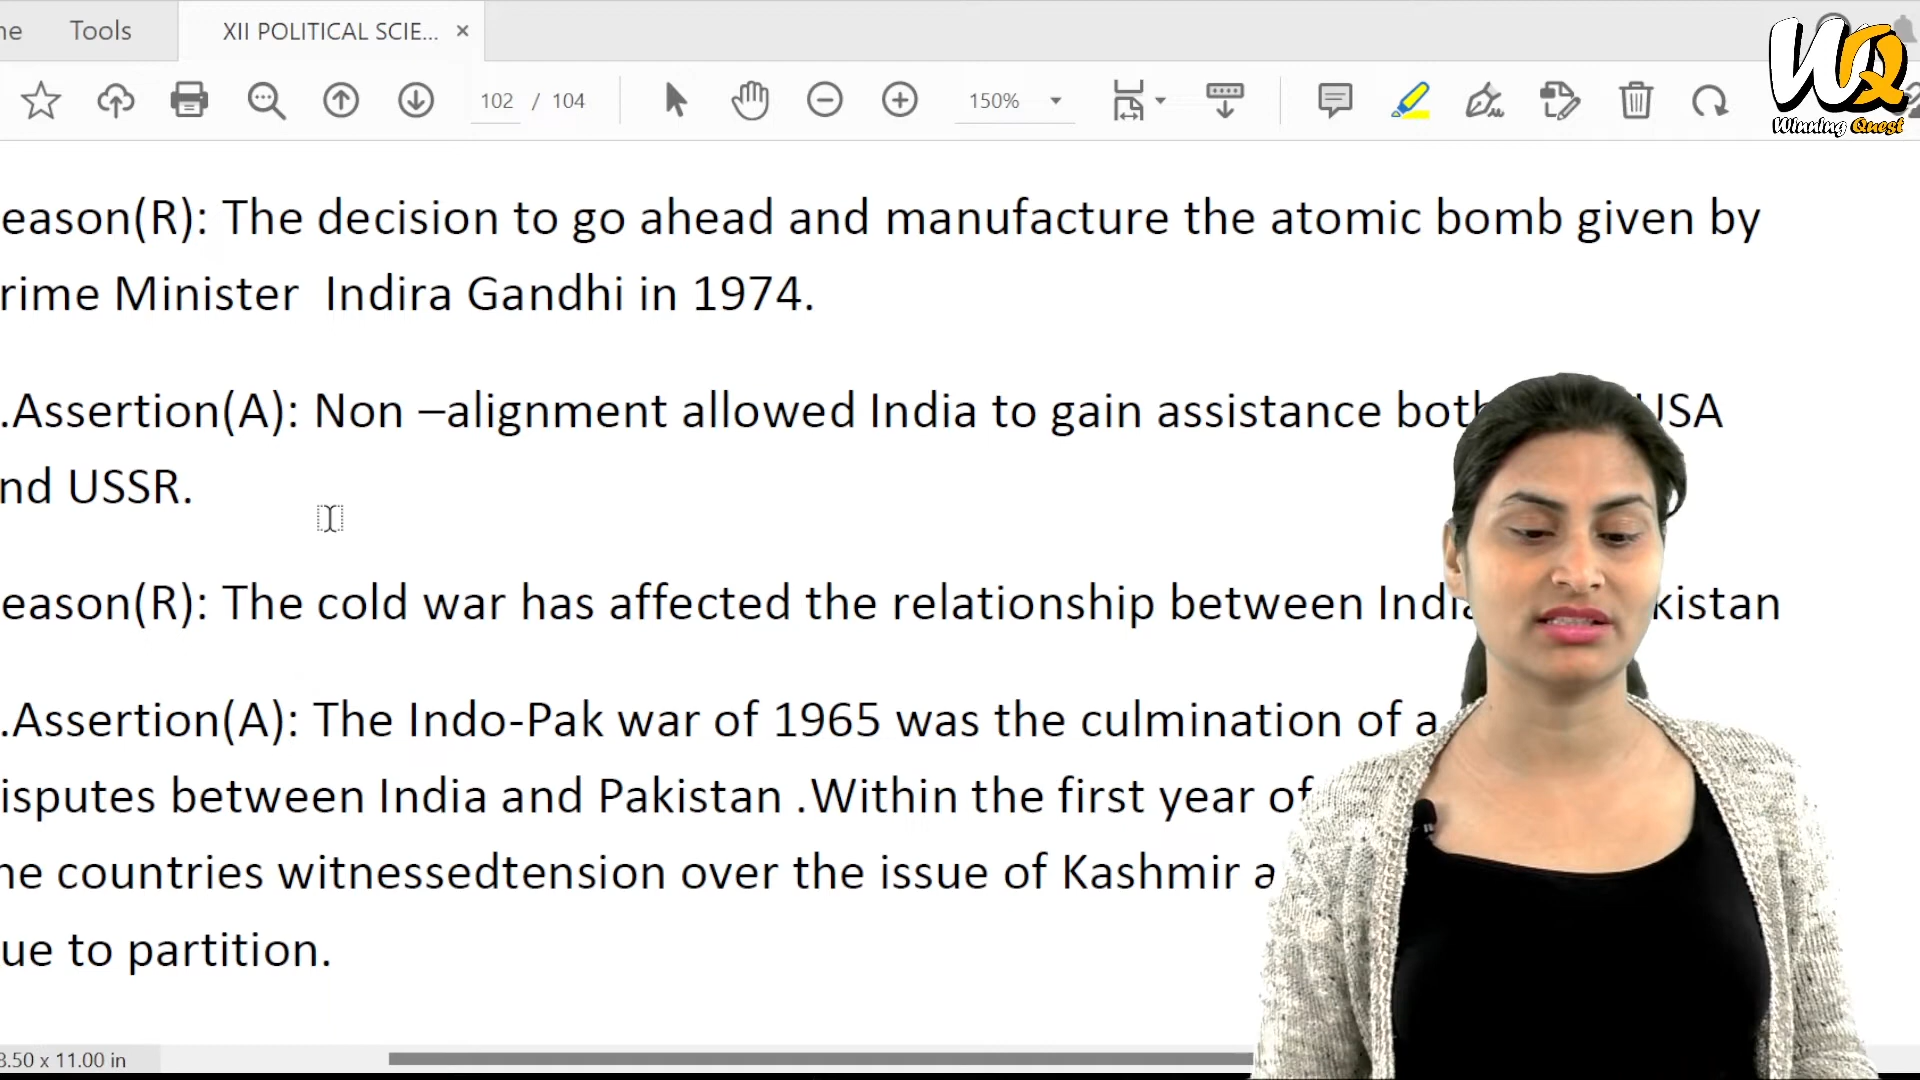 Tools
XII POLITICAL SCIE...
102 / 104
150%
WQ
Winning Quest
eason(R): The decision to go ahead and manufacture the atomic bomb given by
rime Minister Indira Gandhi in 1974.
.Assertion(A): Non –alignment allowed India to gain assistance both USA
nd USSR.
eason(R): The cold war has affected the relationship between India kistan
.Assertion(A): The Indo-Pak war of 1965 was the culmination of a
isputes between India and Pakistan .Within the first year of
he countries witnessedtension over the issue of Kashmir a
ue to partition.
8.50 x 11.00 in